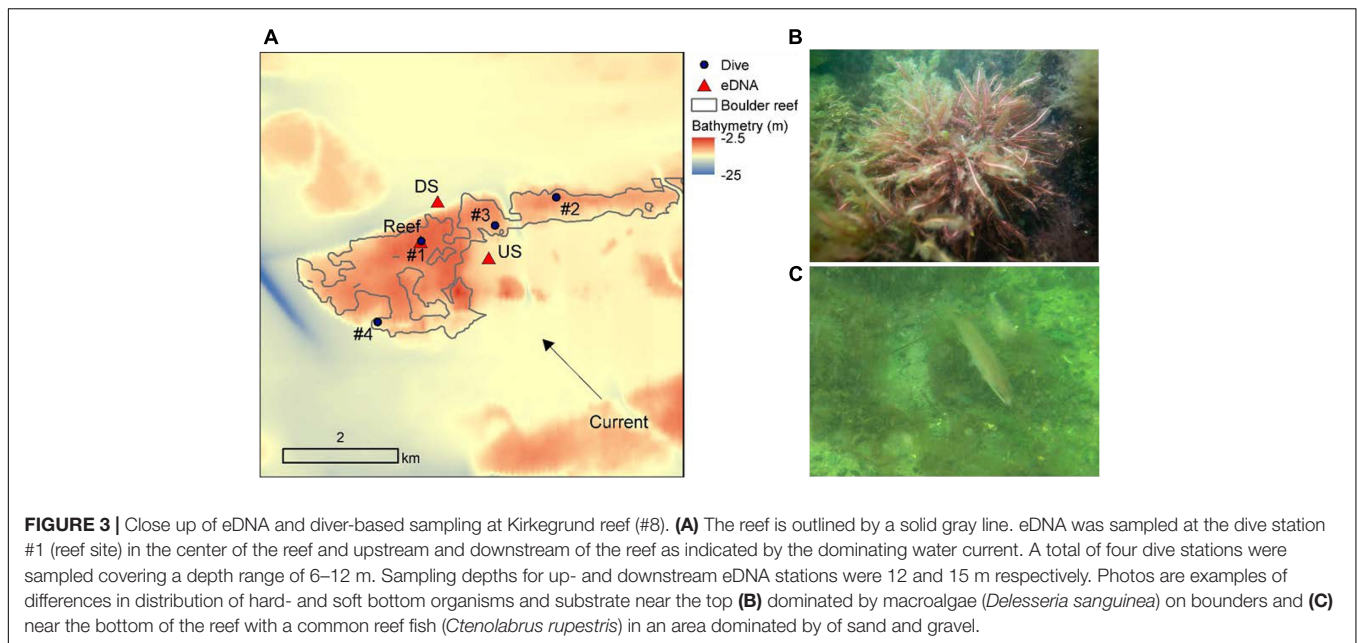 A
B
Dive
eDNA
Boulder reef
Bathymetry (m)
-2.5
-25
DS
#2
#3
Reef
#1
US
C
#4
Current
2
km
FIGURE 3 | Close up of eDNA and diver-based sampling at Kirkegrund reef (#8). (A) The reef is outlined by a solid gray line. eDNA was sampled at the dive station
#1 (reef site) in the center of the reef and upstream and downstream of the reef as indicated by the dominating water current. A total of four dive stations were
sampled covering a depth range of 6–12 m. Sampling depths for up- and downstream eDNA stations were 12 and 15 m respectively. Photos are examples of
differences in distribution of hard- and soft bottom organisms and substrate near the top (B) dominated by macroalgae (Delesseria sanguinea) on bounders and (C)
near the bottom of the reef with a common reef fish (Ctenolabrus rupestris) in an area dominated by of sand and gravel.